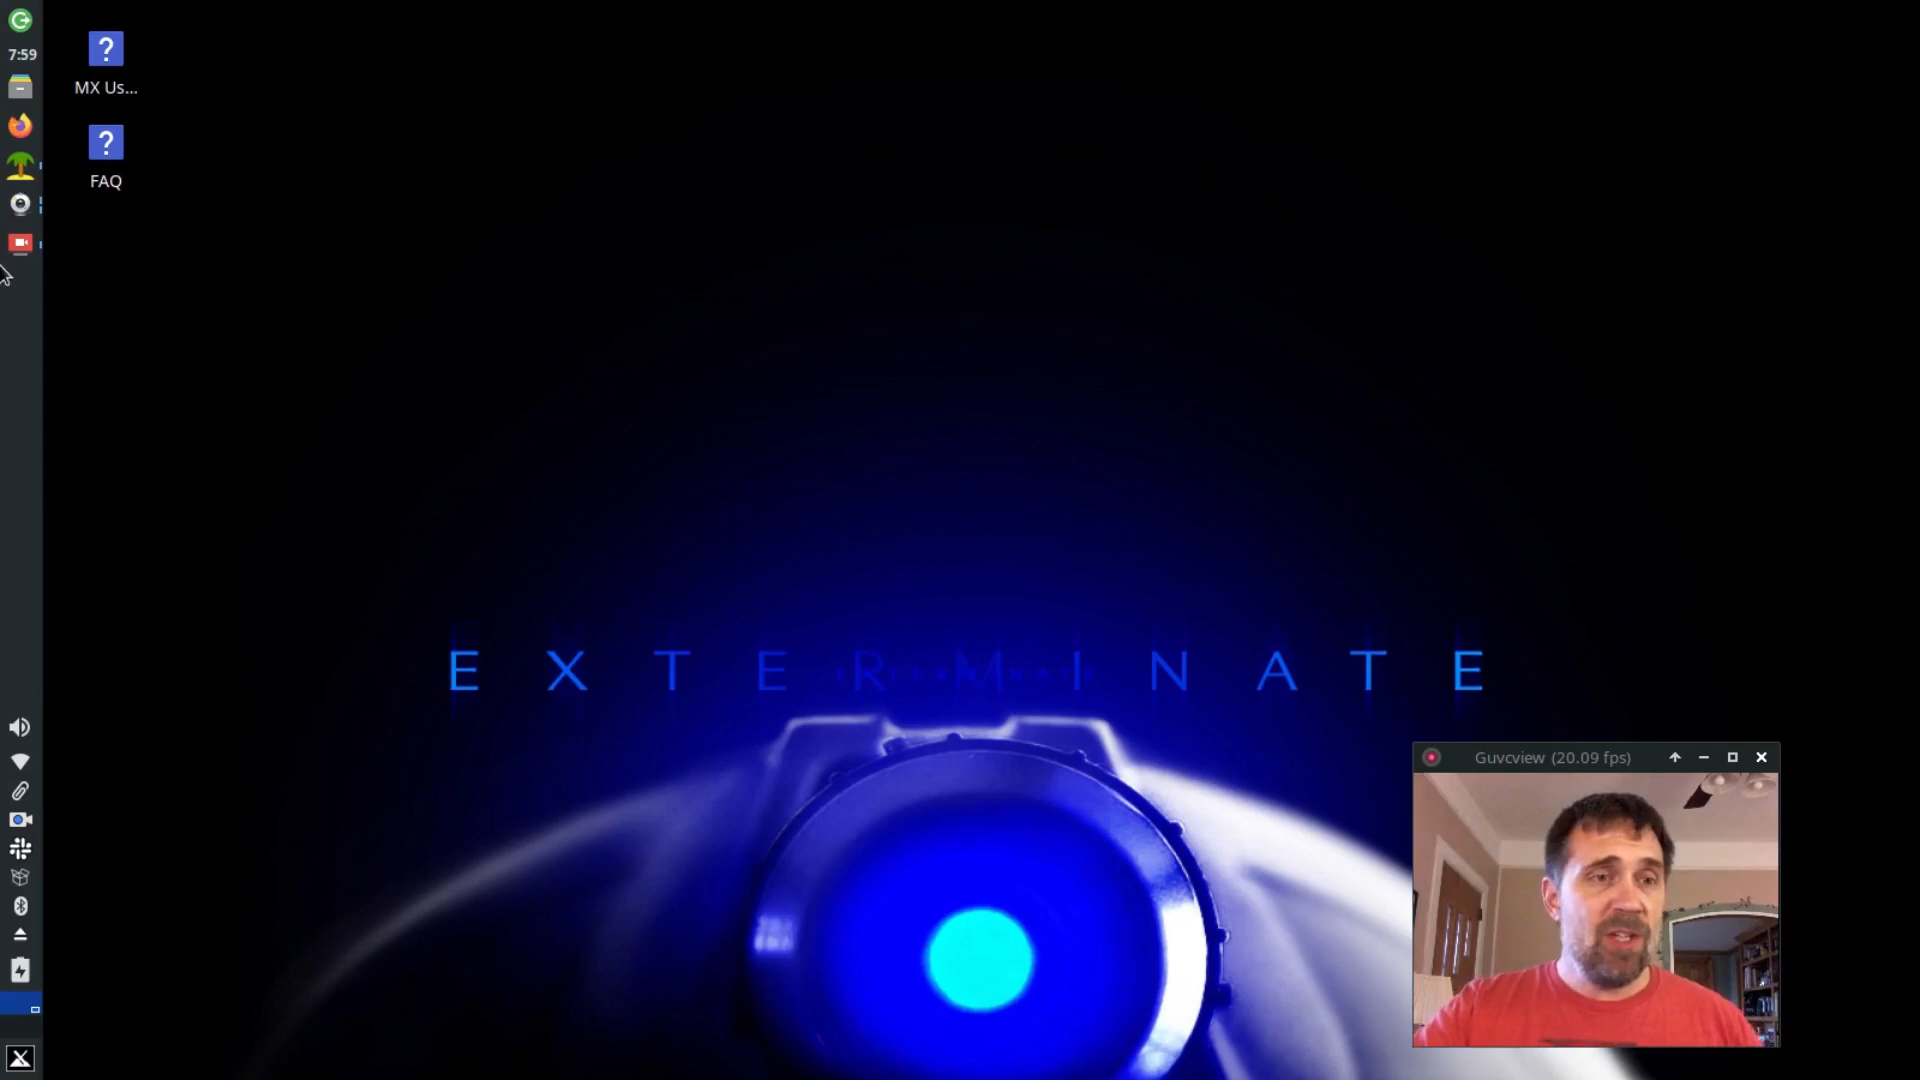 7:59
MX Us...
FAQ
EXTERMINATE
Guvcview (20.09 fps)